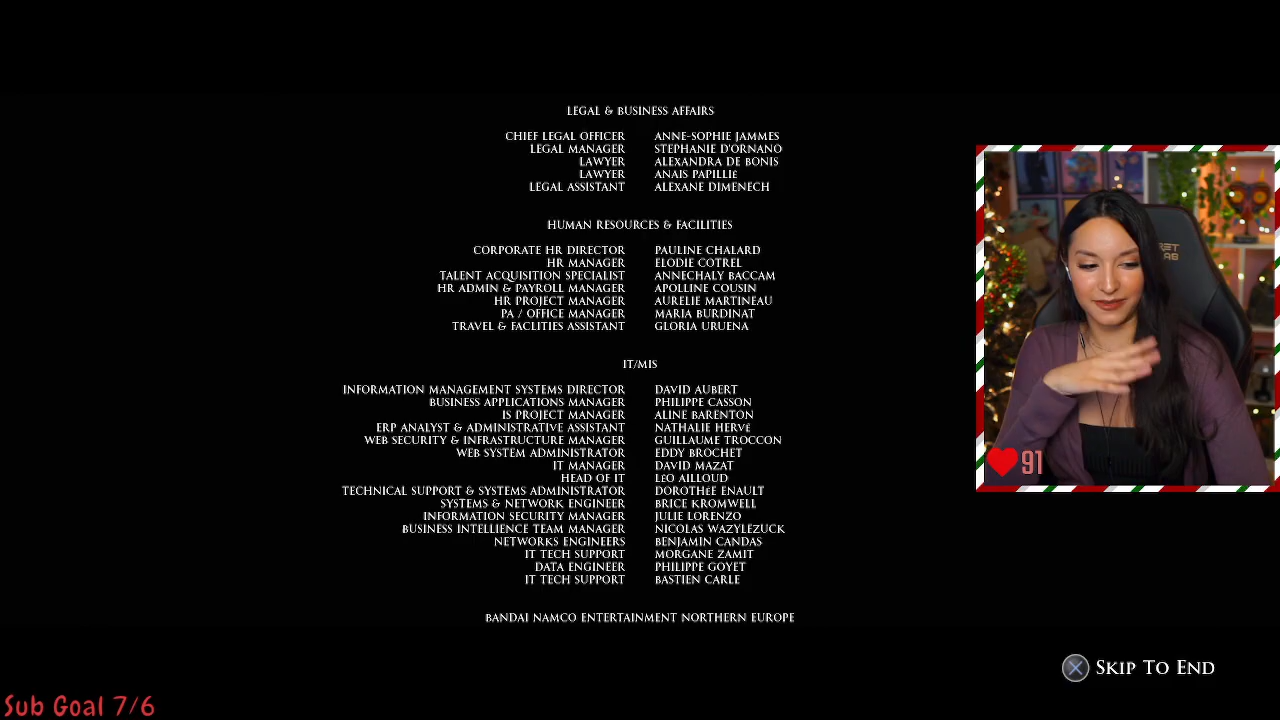 LEGAL & BUSINESS AFFAIRS
CHIEF LEGAL OFFICER ANNE-SOPHIE JAMMES
LEGAL MANAGER STEPHANIE D'ORNANO
LAWYER ALEXANDRA DE BONIS
LAWYER ANAIS PAPILLIÉ
LEGAL ASSISTANT ALEXANE DIMENECH
HUMAN RESOURCES & FACILITIES
CORPORATE HR DIRECTOR PAULINE CHALARD
HR MANAGER ELODIE COTREL
TALENT ACQUISITION SPECIALIST ANNECHALY BACCAM
HR ADMIN & PAYROLL MANAGER APOLLINE COUSIN
HR PROJECT MANAGER AURELIE MARTINEAU
PA / OFFICE MANAGER MARIA BURDINAT
TRAVEL & FACLITIES ASSISTANT GLORIA URUENA
IT/MIS
INFORMATION MANAGEMENT SYSTEMS DIRECTOR DAVID AUBERT
BUSINESS APPLICATIONS MANAGER PHILIPPE CASSON
IS PROJECT MANAGER ALINE BARENTON
ERP ANALYST & ADMINISTRATIVE ASSISTANT NATHALIE HERVÉ
WEB SECURITY & INFRASTRUCTURE MANAGER GUILLAUME TROCCON
WEB SYSTEM ADMINISTRATOR EDDY BROCHET
IT MANAGER DAVID MAZAT
HEAD OF IT LÉO AILLOUD
TECHNICAL SUPPORT & SYSTEMS ADMINISTRATOR DOROTHÉE ENAULT
SYSTEMS & NETWORK ENGINEER BRICE KROMWELL
INFORMATION SECURITY MANAGER JULIE LORENZO
BUSINESS INTELLIENCE TEAM MANAGER NICOLAS WAZYLEZUCK
NETWORKS ENGINEERS BENJAMIN CANDAS
IT TECH SUPPORT MORGANE ZAMIT
DATA ENGINEER PHILIPPE GOYET
IT TECH SUPPORT BASTIEN CARLE
BANDAI NAMCO ENTERTAINMENT NORTHERN EUROPE
91
SKIP TO END
Sub Goal 7/6